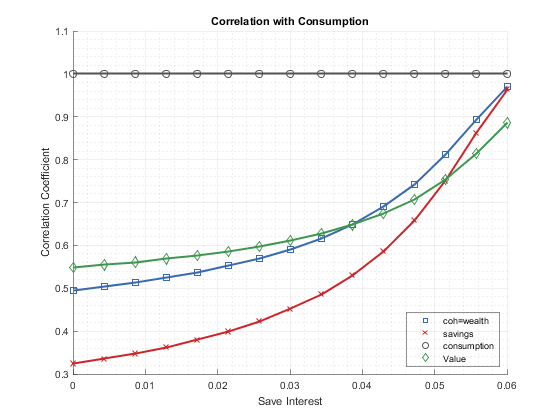 Correlation with Consumption
1.1
1
0.9
0.8
0.7
0.6
0.5
0.4
0.3
Correlation Coefficient
0
0.01
0.02
0.03
0.04
0.05
0.06
Save Interest
coh=wealth
savings
consumption
Value